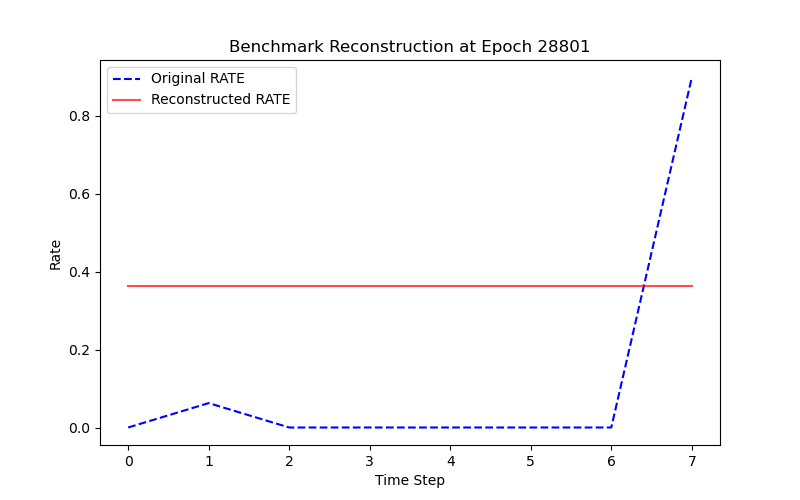 Benchmark Reconstruction at Epoch 28801
Original RATE
Reconstructed RATE
0.8
0.6
0.4
0.2
0.0
Rate
0 1 2 3 4 5 6 7
Time Step